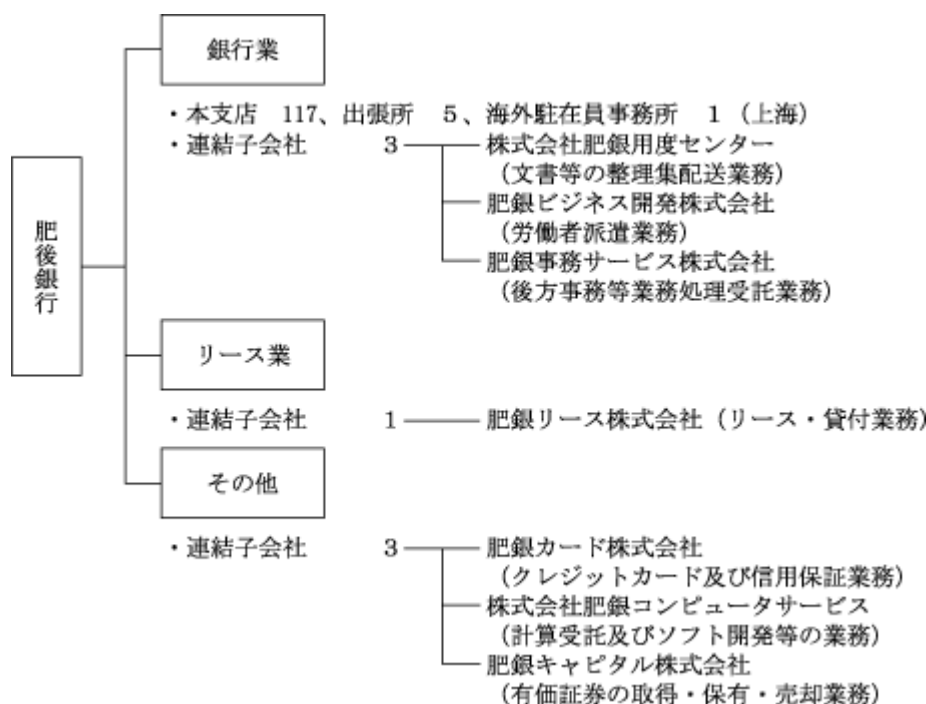 銀行業
・本支店 117、出張所 5、海外駐在員事務所 1(上海)
・連結子会社 3 株式会社肥銀用度センター
(文書等の整理集配送業務)
肥銀ビジネス開発株式会社
(労働者派遣業務)
肥銀事務サービス株式会社
(後方事務等業務処理受託業務)
肥後銀行
リース業
・連結子会社 1 肥銀リース株式会社(リース・貸付業務)
その他
・連結子会社 3 肥銀カード株式会社
(クレジットカード及び信用保証業務)
株式会社肥銀コンピュータサービス
(計算受託及びソフト開発等の業務)
肥銀キャピタル株式会社
(有価証券の取得・保有・売却業務)